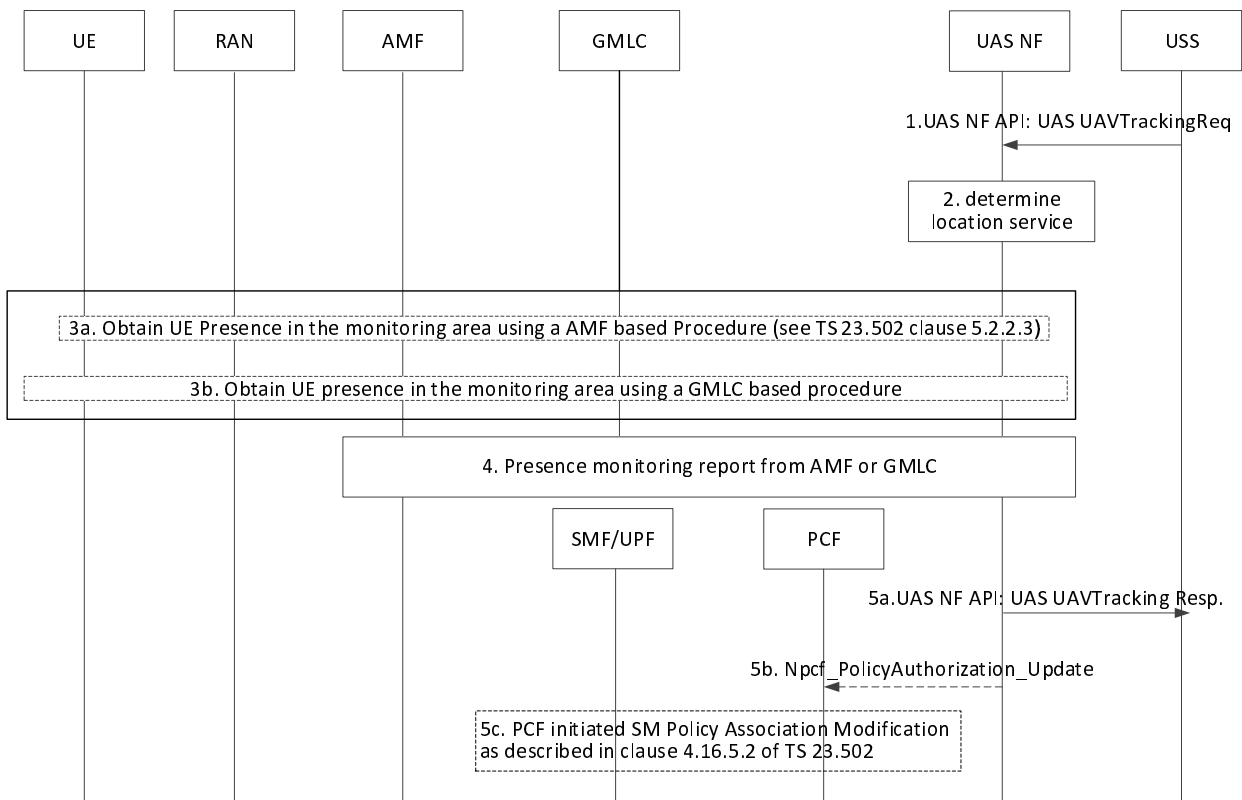 UE
RAN
AMF
GMLC
UAS NF
USS
1.UAS NF API: UAS UAVTrackingReq
2. determine
location service
3a. Obtain UE Presence in the monitoring area using a AMF based Procedure (see TS 23.502 clause 5.2.2.3)
3b. Obtain UE presence in the monitoring area using a GMLC based procedure
4. Presence monitoring report from AMF or GMLC
SMF/UPF
PCF
5a.UAS NF API: UAS UAVTracking Resp.
5b. Npcf_PolicyAuthorization_Update
5c. PCF initiated SM Policy Association Modification
as described in clause 4.16.5.2 of TS 23.502